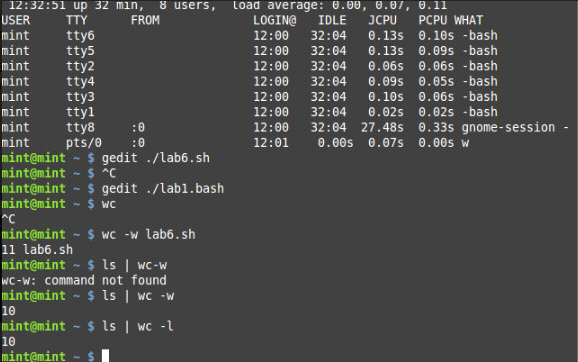 12:32:51 up 32 min,  8 users,  load average: 0.00, 0.07, 0.11
USER     TTY      FROM             LOGIN@   IDLE   JCPU   PCPU WHAT
mint     tty6                      12:00   32:04   0.13s  0.10s -bash
mint     tty5                      12:00   32:04   0.13s  0.09s -bash
mint     tty2                      12:00   32:04   0.06s  0.06s -bash
mint     tty4                      12:00   32:04   0.09s  0.05s -bash
mint     tty3                      12:00   32:04   0.10s  0.06s -bash
mint     tty1                      12:00   32:04   0.02s  0.02s -bash
mint     tty8     :0               12:00   32:04  27.48s  0.33s gnome-session -
mint     pts/0    :0               12:01    0.00s  0.07s  0.00s w
mint@mint ~ $ gedit ./lab6.sh
mint@mint ~ $ ^C
mint@mint ~ $ gedit ./lab1.bash
mint@mint ~ $ wc
^C
mint@mint ~ $ wc -w lab6.sh
11 lab6.sh
mint@mint ~ $ ls | wc-w
wc-w: command not found
mint@mint ~ $ ls | wc -w
10
mint@mint ~ $ ls | wc -l
10
mint@mint ~ $